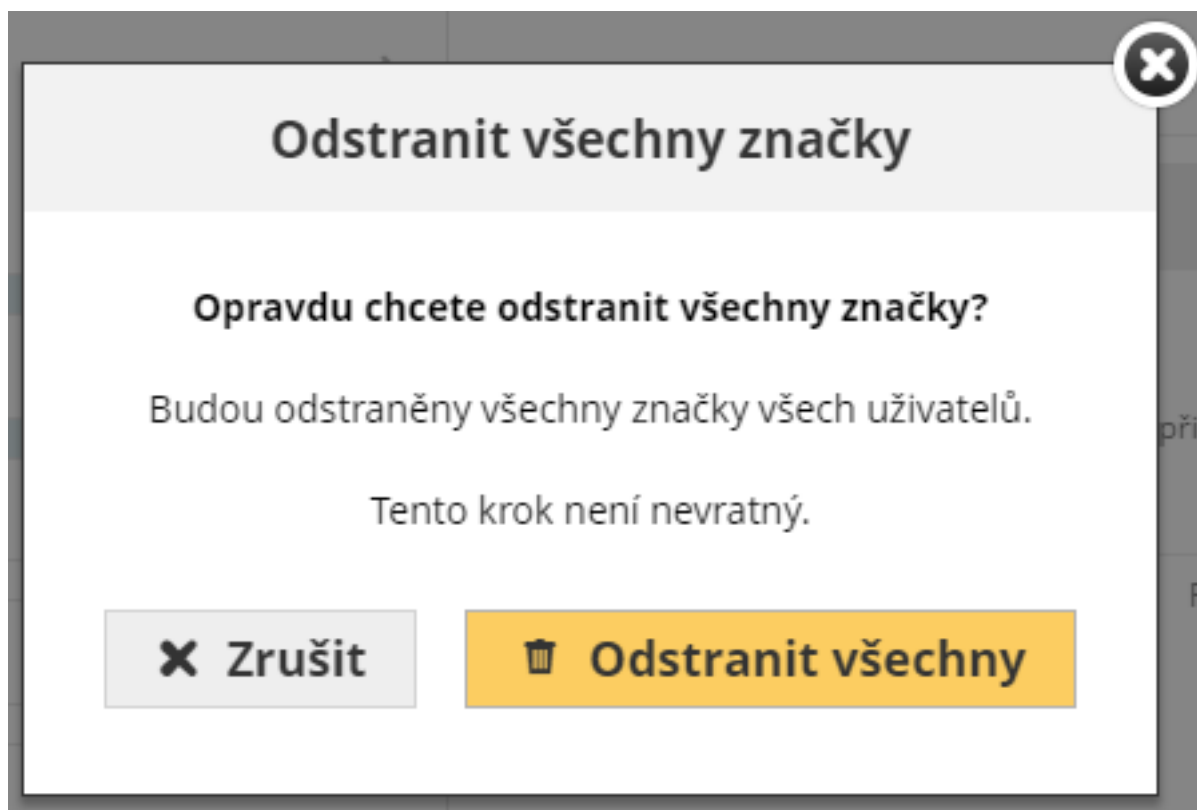 Odstranit všechny značky
Opravdu chcete odstranit všechny značky?
Budou odstraněny všechny značky všech uživatelů.
Tento krok není nevratný.
Zrušit
Odstranit všechny